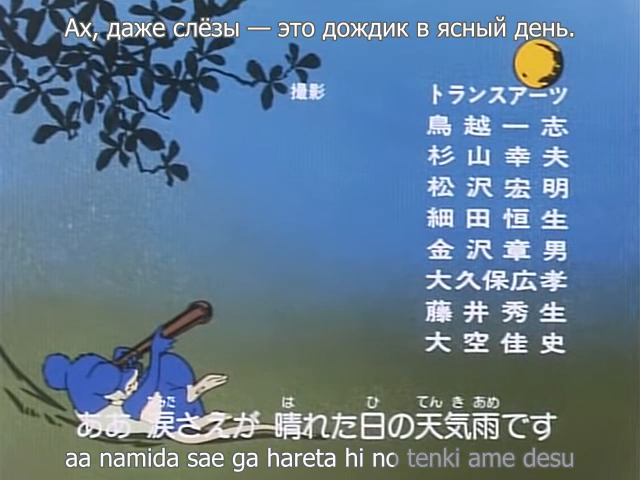 Ах, даже слёзы — это дождик в ясный день.
撮影
トランスアーツ
鳥越一志
杉山幸夫
松沢宏明
細田恒生
金沢章男
大久保広孝
藤井秀生
大空佳史
は ひ てん き あめ
ああ 涙さえが 晴れた日の天気雨です
aa namida sae ga hareta hi no tenki ame desu